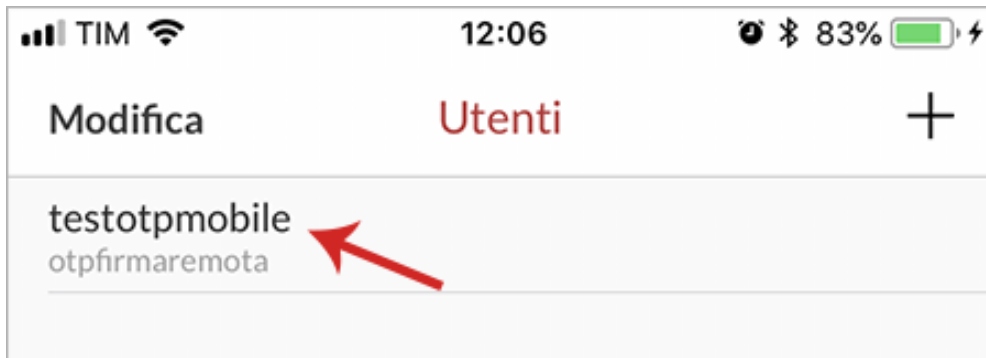 TIM 12:06 83%
Modifica Utenti +
testotpmobile
otpfirmaremota